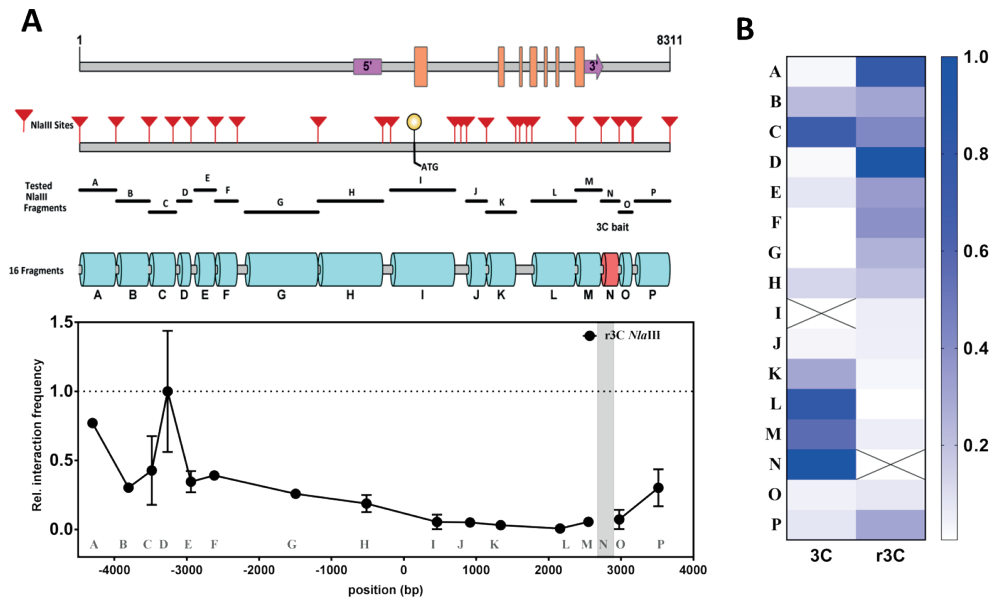 A
1
8311
5'
3'
NlaIII Sites
ATG
Tested
NlaIII
Fragments
A
B
C
D
E
F
G
H
I
J
K
L
M
N
O
P
3C bait
16 Fragments
A
B
C
D
E
F
G
H
I
J
K
L
M
N
O
P
Rel. interaction frequency
1.5
1.0
0.5
0.0
r3C NlaIII
A B C D E F G H I J K L M N O P
-4000 -3000 -2000 -1000 0 1000 2000 3000 4000
position (bp)
B
A
B
C
D
E
F
G
H
I
J
K
L
M
N
O
P
3C r3C
1.0
0.8
0.6
0.4
0.2